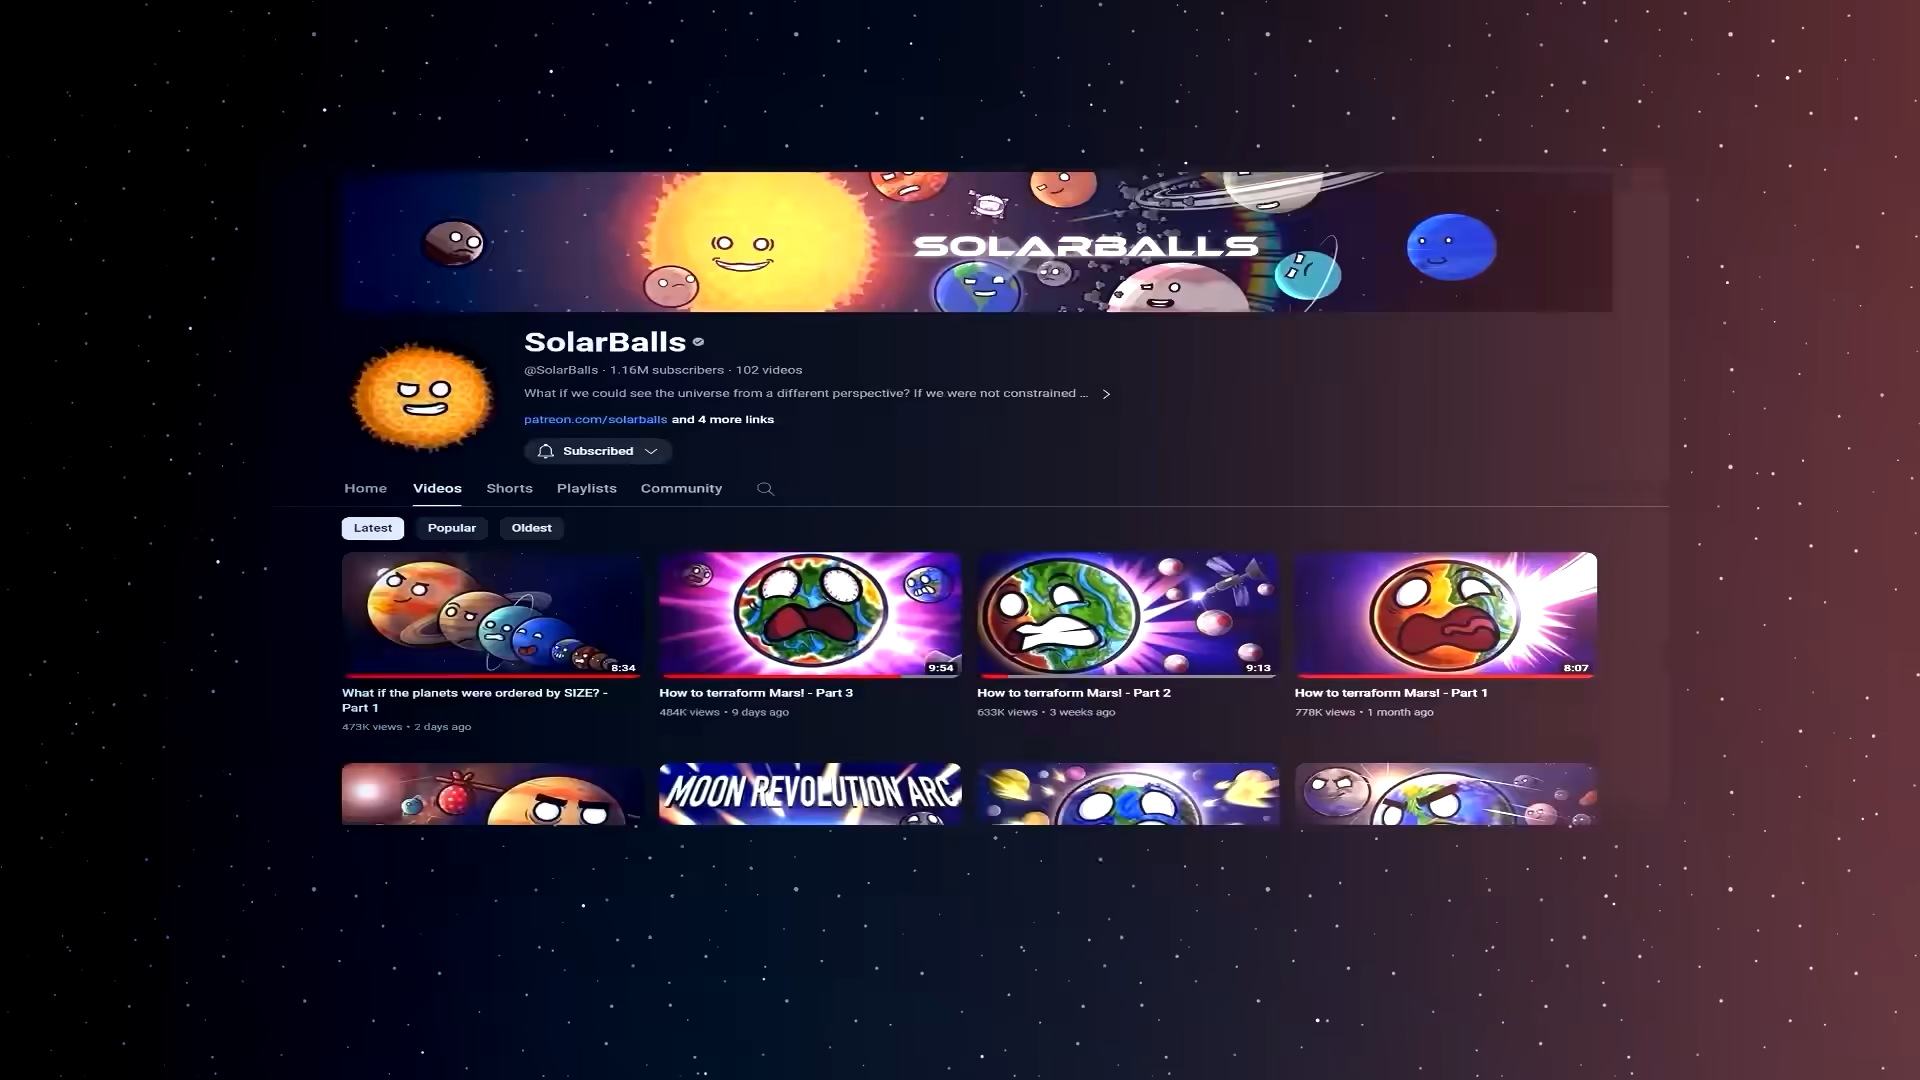 SOLARBALLS
SolarBalls
@SolarBalls · 1.16M subscribers · 102 videos
What if we could see the universe from a different perspective? If we were not constrained ...
patreon.com/solarballs and 4 more links
Subscribed
Home Videos Shorts Playlists Community
Latest Popular Oldest
8:34 9:54 9:13 8:07
What if the planets were ordered by SIZE? -
Part 1
473K views • 2 days ago
How to terraform Mars! - Part 3
484K views • 9 days ago
How to terraform Mars! - Part 2
633K views • 3 weeks ago
How to terraform Mars! - Part 1
778K views • 1 month ago
MOON REVOLUTION ARC